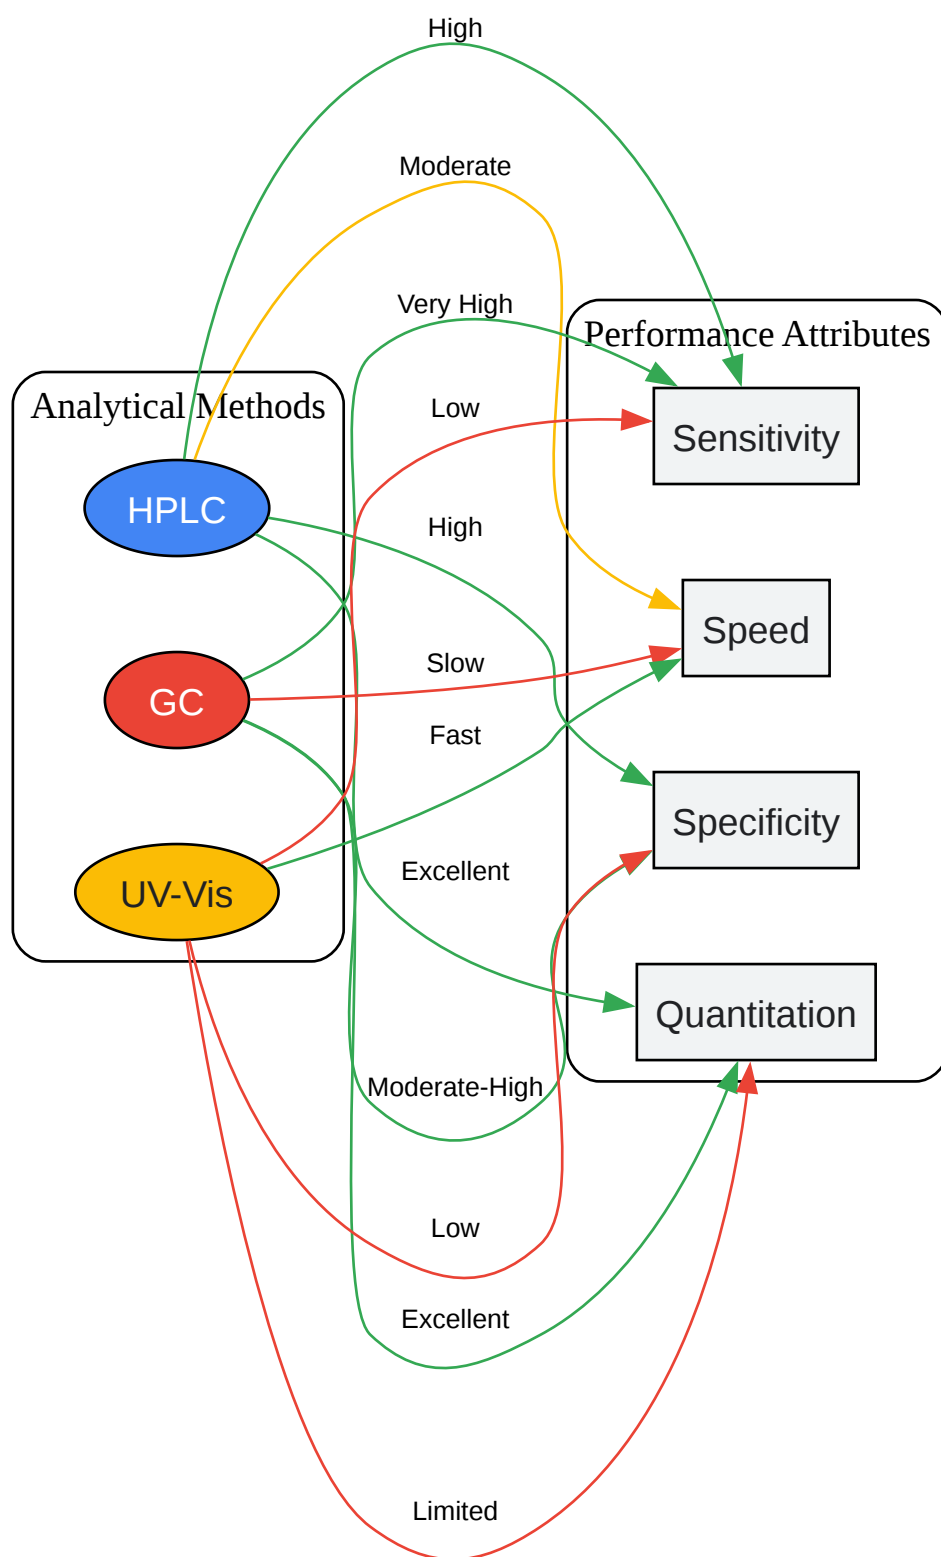 High
Moderate
Very High
Performance Attributes
Analytical Methods
Low
Sensitivity
HPLC
High
Speed
Slow
GC
Fast
Specificity
Excellent
UV-Vis
Quantitation
Moderate-High
Low
Excellent
Limited